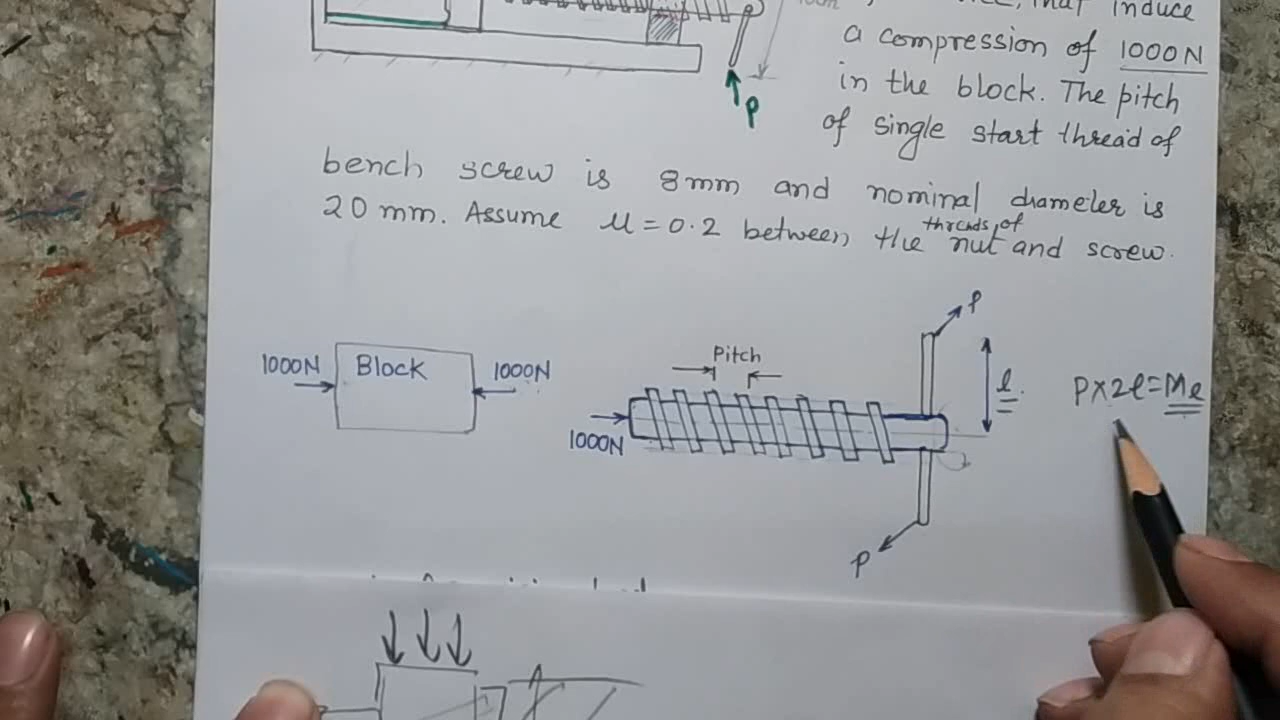 that induce
a compression of 1000N
in the block. The pitch
P
of single start thread of
bench screw is 8mm and nominal diameter is
20 mm. Assume μ=0.2 between the threads of nut and screw.
P
Pitch
1000N Block 1000N
l
P×2l=Me
1000N
P